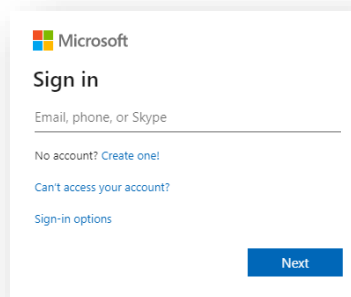 Microsoft
Sign in
Email, phone, or Skype
No account? Create one!
Can't access your account?
Sign-in options
Next